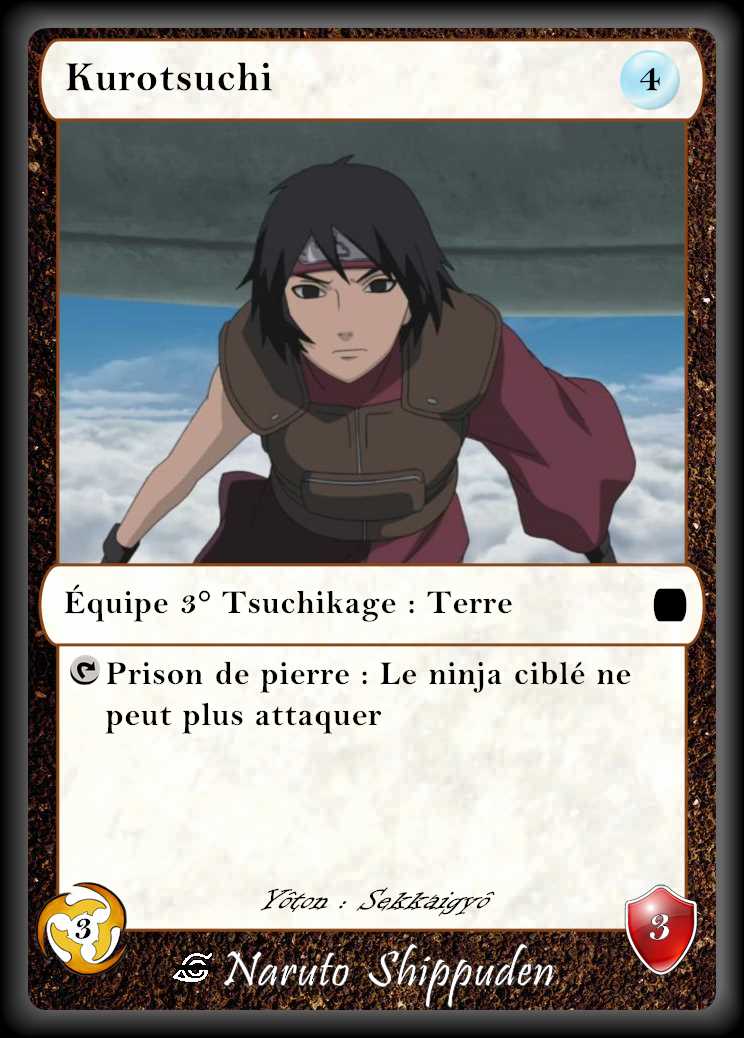 Kurotsuchi
4
Équipe 3° Tsuchikage : Terre
Prison de pierre : Le ninja ciblé ne
peut plus attaquer
Yôton : Sekkaigyô
3
3
Naruto Shippuden